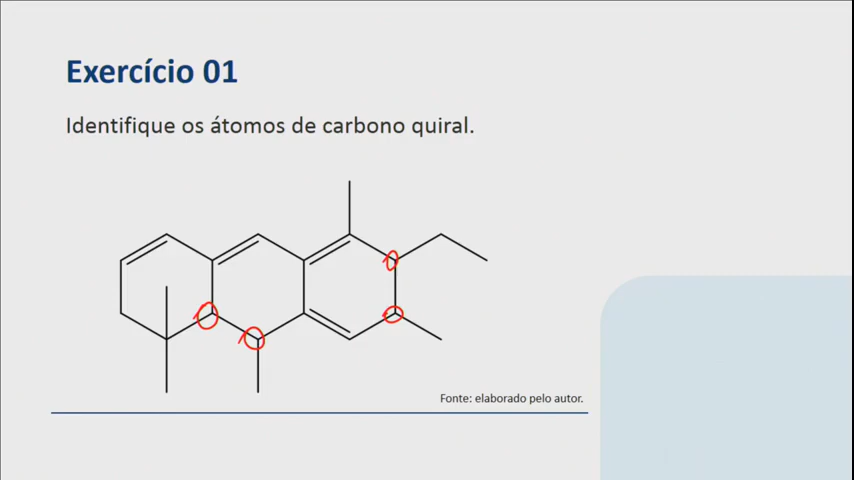 Exercício 01
Identifique os átomos de carbono quiral.
Fonte: elaborado pelo autor.